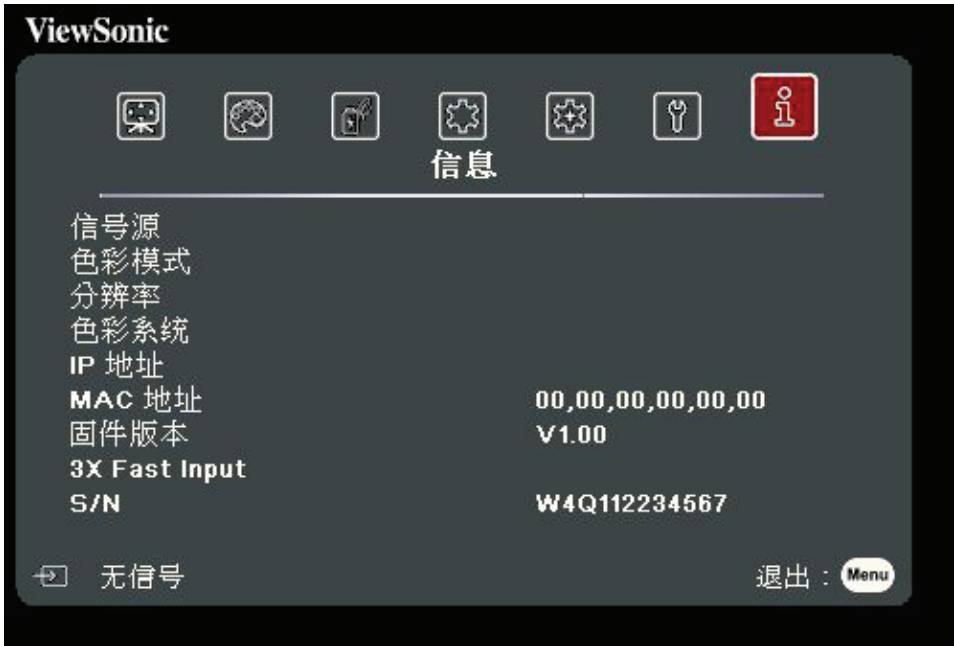 ViewSonic
信息
信号源
色彩模式
分辨率
色彩系统
IP 地址
MAC 地址 00,00,00,00,00,00
固件版本 V1.00
3X Fast Input
S/N W4Q112234567
无信号 退出 : Menu